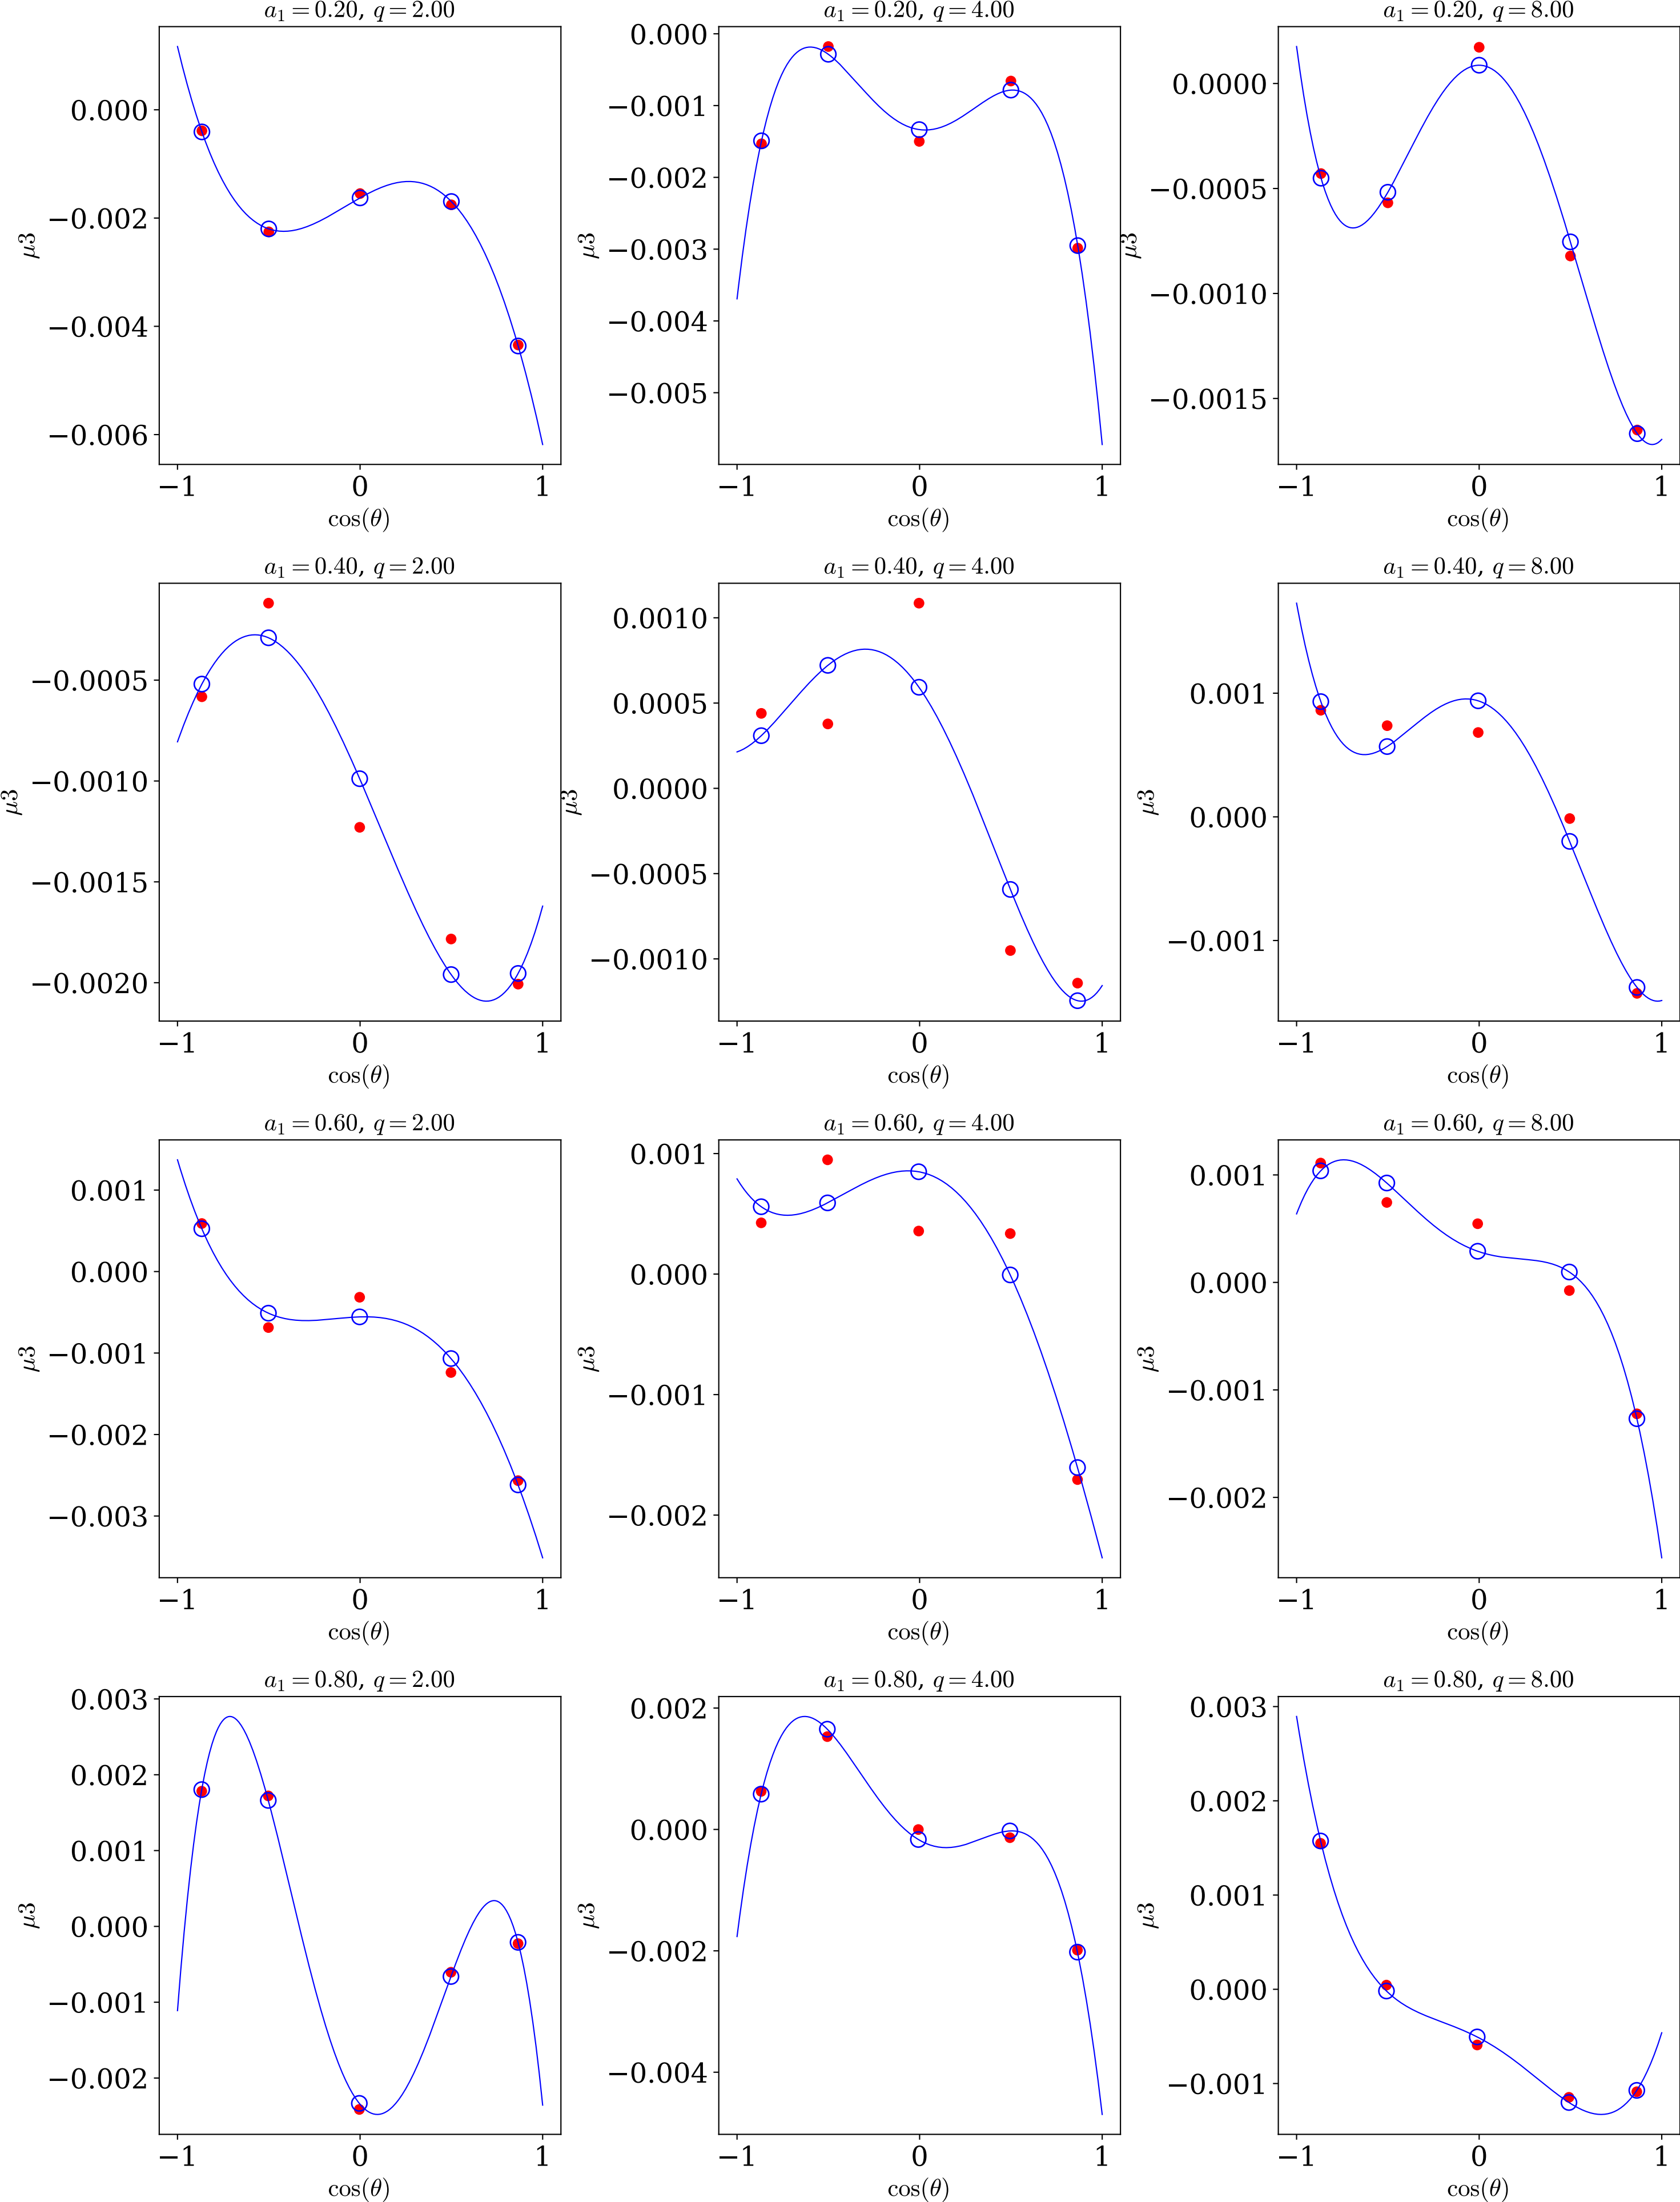 a₁ = 0.20, q = 2.00
0.000
−0.002
−0.004
−0.006
μ3
−1 0 1
cos(θ)
a₁ = 0.20, q = 4.00
0.000
−0.001
−0.002
−0.003
−0.004
−0.005
μ3
−1 0 1
cos(θ)
a₁ = 0.20, q = 8.00
0.0000
−0.0005
−0.0010
−0.0015
μ3
−1 0 1
cos(θ)
a₁ = 0.40, q = 2.00
−0.0005
−0.0010
−0.0015
−0.0020
μ3
−1 0 1
cos(θ)
a₁ = 0.40, q = 4.00
0.0010
0.0005
0.0000
−0.0005
−0.0010
μ3
−1 0 1
cos(θ)
a₁ = 0.40, q = 8.00
0.001
0.000
−0.001
μ3
−1 0 1
cos(θ)
a₁ = 0.60, q = 2.00
0.001
0.000
−0.001
−0.002
−0.003
μ3
−1 0 1
cos(θ)
a₁ = 0.60, q = 4.00
0.001
0.000
−0.001
−0.002
μ3
−1 0 1
cos(θ)
a₁ = 0.60, q = 8.00
0.001
0.000
−0.001
−0.002
μ3
−1 0 1
cos(θ)
a₁ = 0.80, q = 2.00
0.003
0.002
0.001
0.000
−0.001
−0.002
μ3
−1 0 1
cos(θ)
a₁ = 0.80, q = 4.00
0.002
0.000
−0.002
−0.004
μ3
−1 0 1
cos(θ)
a₁ = 0.80, q = 8.00
0.003
0.002
0.001
0.000
−0.001
μ3
−1 0 1
cos(θ)